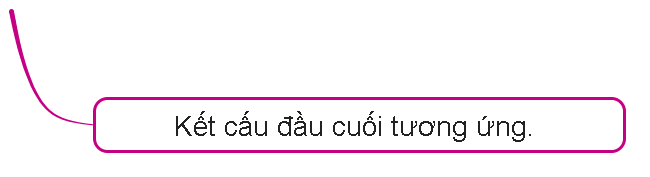 Kết cấu đầu cuối tương ứng.